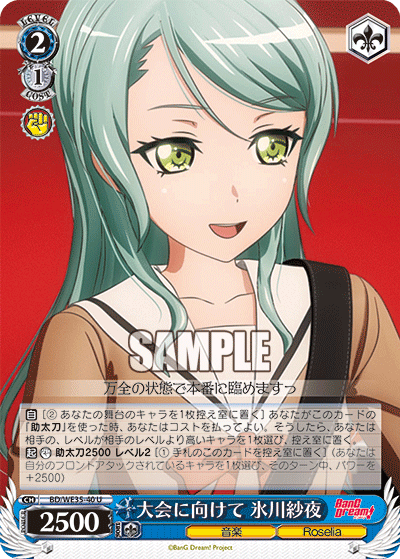 LEVEL
2
1
COST
SAMPLE
万全の状態で本番に臨めますっ
自 [② あなたの舞台のキャラを1枚控え室に置く] あなたがこのカードの
『助太刀』を使った時、あなたはコストを払ってよい。そうしたら、あなたは
相手の、レベルが相手のレベルより高いキャラを1枚選び、控え室に置く。
起 助太刀2500 レベル2 [① 手札のこのカードを控え室に置く] (あなたは
自分のフロントアタックされているキャラを1枚選び、そのターン中、パワーを
+2500)
CH BD/WE35-40 U
2500
大会に向けて 氷川紗夜
BanG Dream!
音楽
Roselia
©BanG Dream! Project